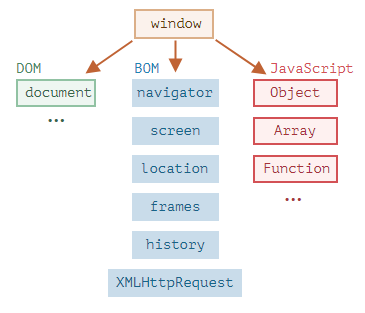 window
DOM
document
...
BOM
navigator
screen
location
frames
history
XMLHttpRequest
JavaScript
Object
Array
Function
...